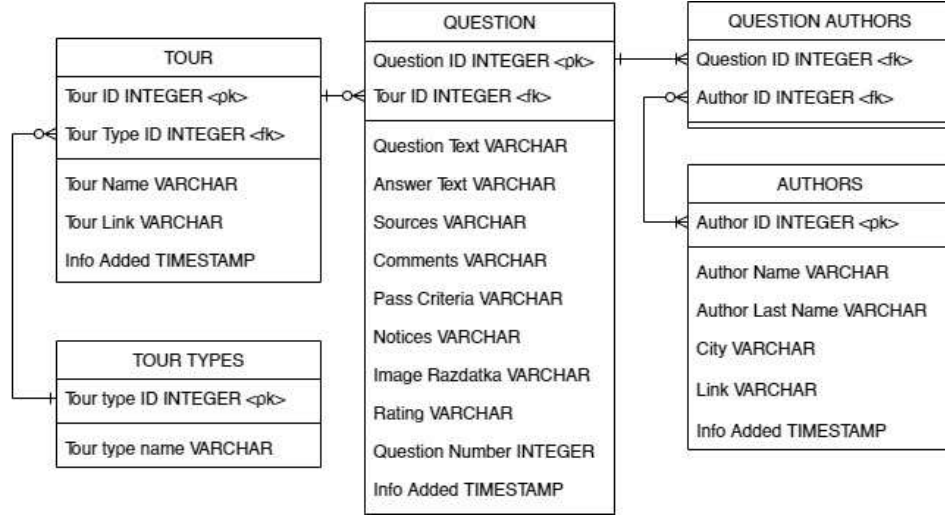 TOUR
Tour ID INTEGER <pk>
Tour Type ID INTEGER <fk>
Tour Name VARCHAR
Tour Link VARCHAR
Info Added TIMESTAMP
TOUR TYPES
Tour type ID INTEGER <pk>
Tour type name VARCHAR
QUESTION
Question ID INTEGER <pk>
Tour ID INTEGER <fk>
Question Text VARCHAR
Answer Text VARCHAR
Sources VARCHAR
Comments VARCHAR
Pass Criteria VARCHAR
Notices VARCHAR
Image Razdatka VARCHAR
Rating VARCHAR
Question Number INTEGER
Info Added TIMESTAMP
QUESTION AUTHORS
Question ID INTEGER <fk>
Author ID INTEGER <fk>
AUTHORS
Author ID INTEGER <pk>
Author Name VARCHAR
Author Last Name VARCHAR
City VARCHAR
Link VARCHAR
Info Added TIMESTAMP